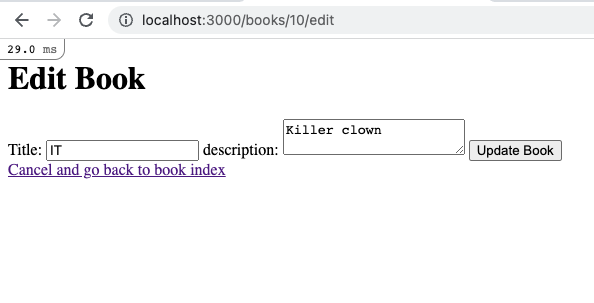 localhost:3000/books/10/edit
29.0 ms
Edit Book
Killer clown
Title: IT description: Update Book
Cancel and go back to book index